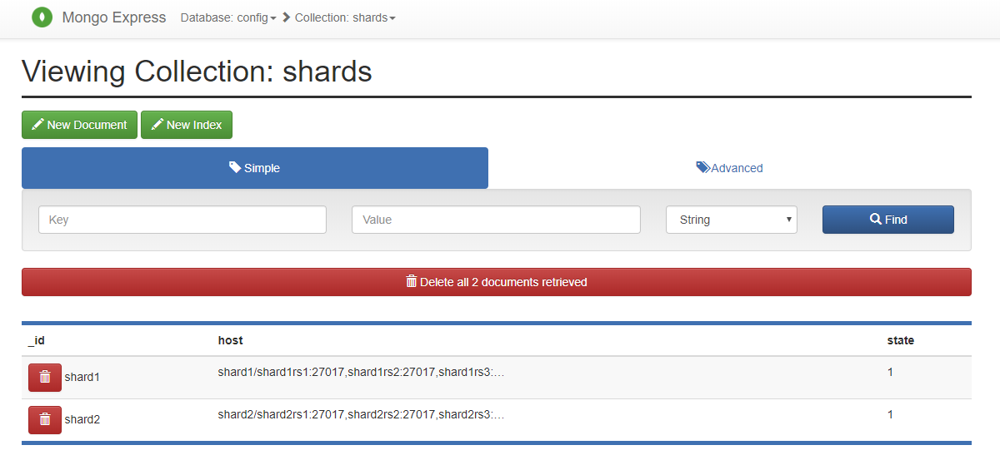 Mongo Express Database: config Collection: shards
Viewing Collection: shards
New Document New Index
Simple Advanced
Key Value String Find
Delete all 2 documents retrieved
_id host state
shard1 shard1/shard1rs1:27017,shard1rs2:27017,shard1rs3:... 1
shard2 shard2/shard2rs1:27017,shard2rs2:27017,shard2rs3:... 1